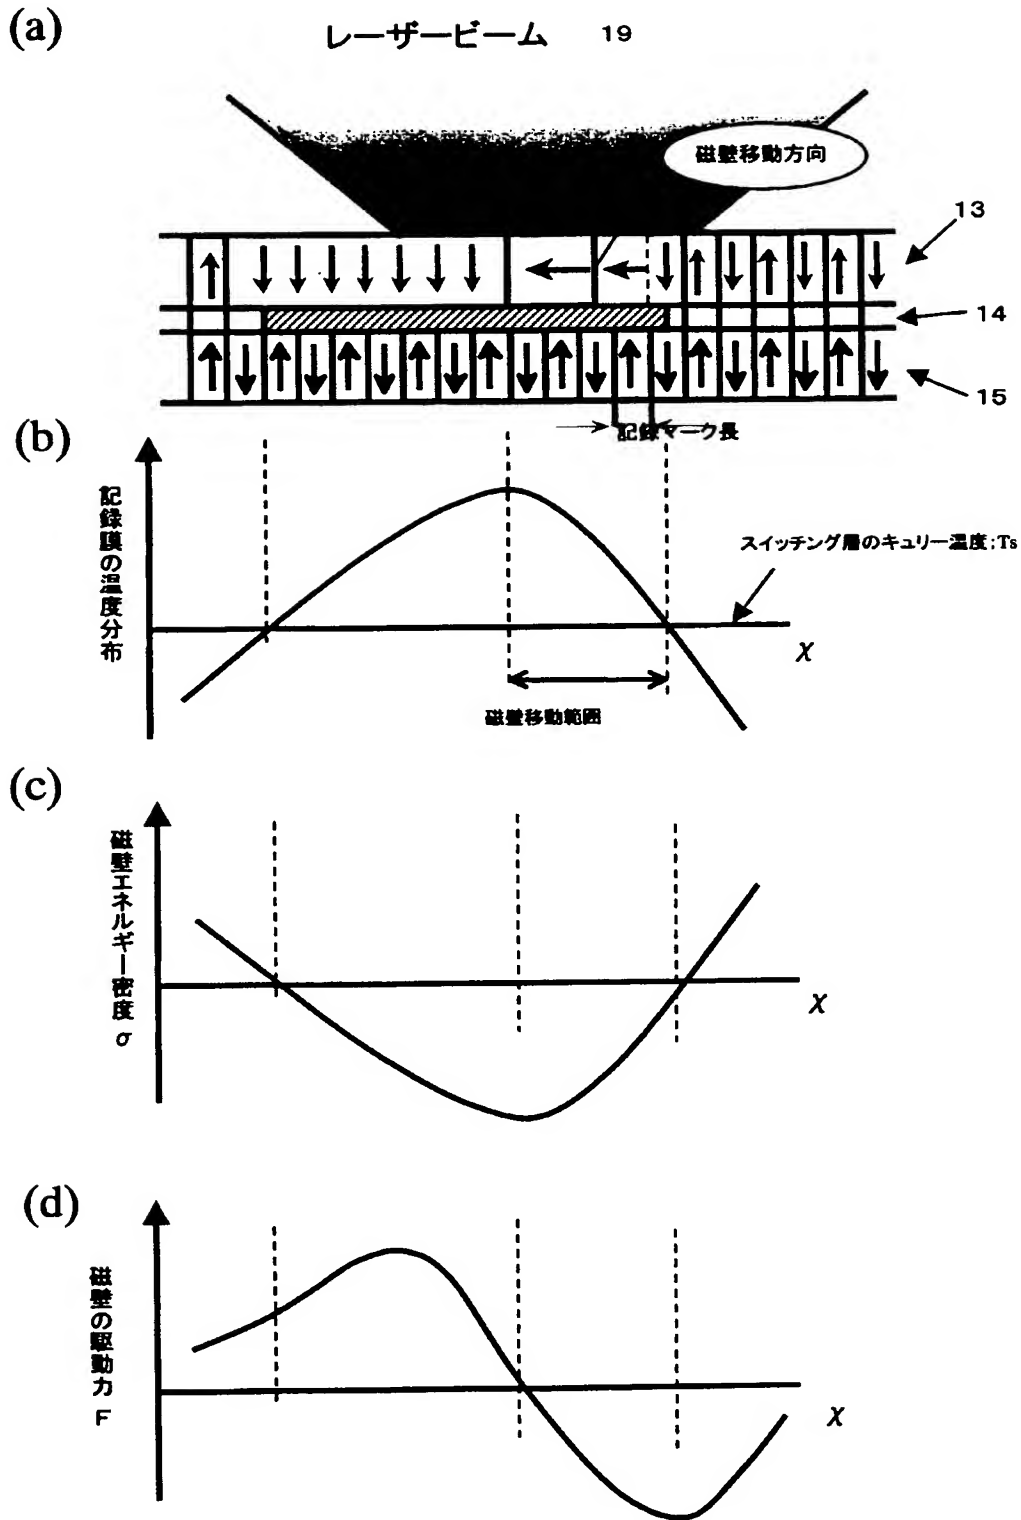 (a)
レーザービーム 19
磁壁移動方向
13
14
15
記録マーク長
(b)
記録膜の温度分布
スイッチング層のキュリー温度;Ts
χ
磁壁移動範囲
(c)
磁壁エネルギー密度 σ
χ
(d)
磁壁の駆動力 F
χ